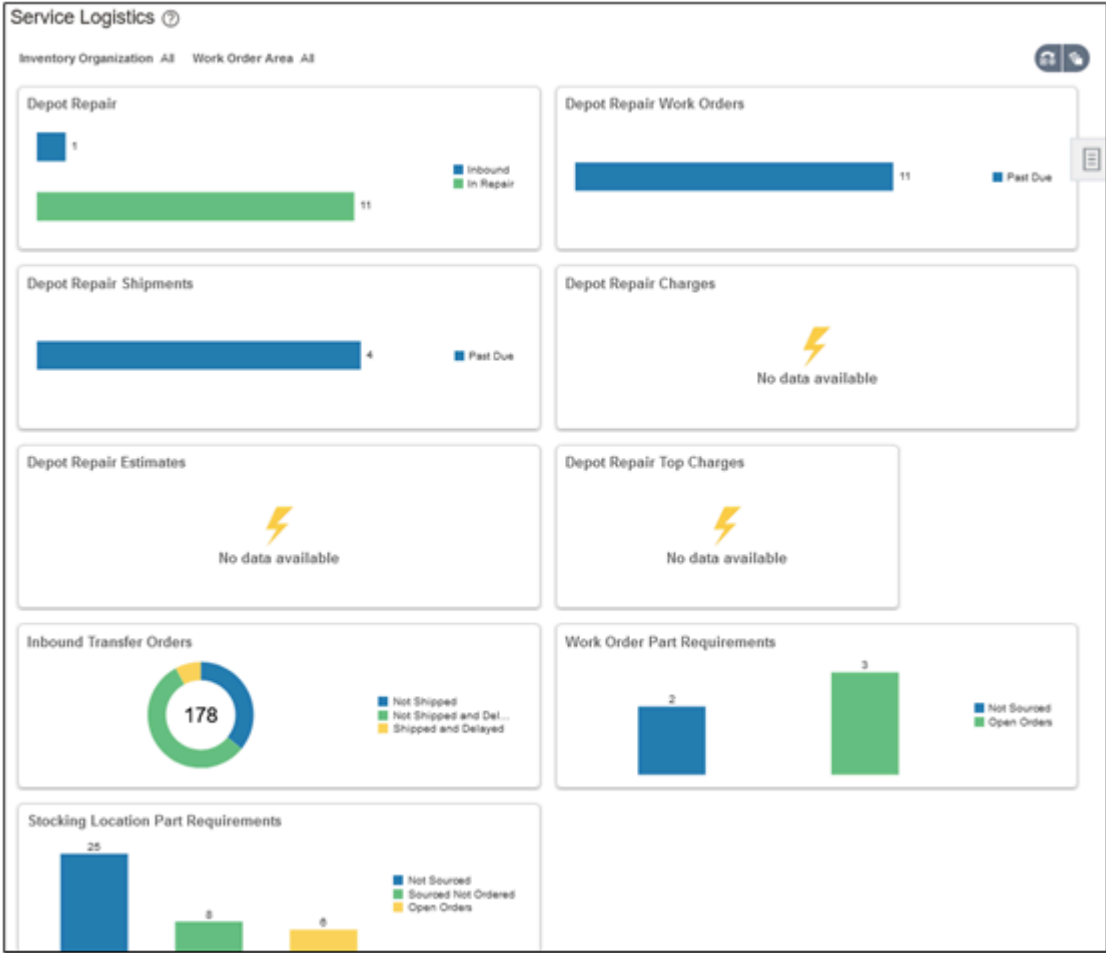 Service Logistics ?
Inventory Organization All Work Order Area All
Depot Repair
1
11
Inbound
In Repair
Depot Repair Work Orders
11
Past Due
Depot Repair Shipments
4
Past Due
Depot Repair Charges
No data available
Depot Repair Estimates
No data available
Depot Repair Top Charges
No data available
Inbound Transfer Orders
178
Not Shipped
Not Shipped and Del...
Shipped and Delayed
Work Order Part Requirements
2
3
Not Sourced
Open Orders
Stocking Location Part Requirements
25
8
6
Not Sourced
Sourced Not Ordered
Open Orders